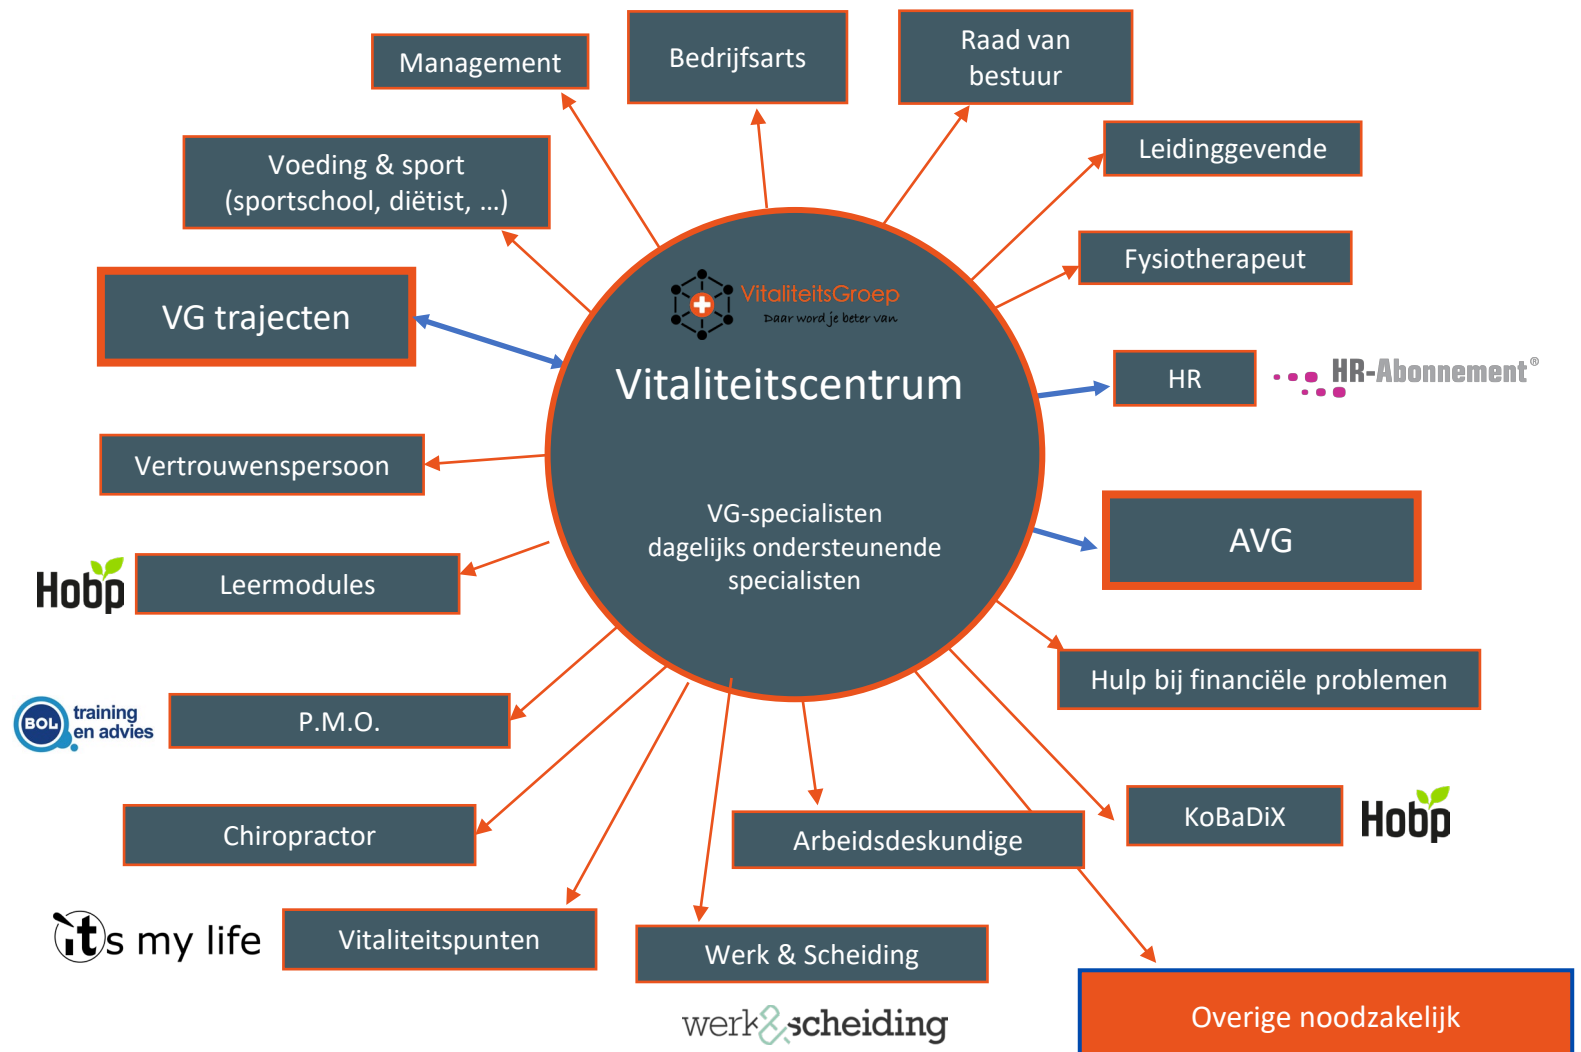 Management
Bedrijfsarts
Raad van
bestuur
Leidinggevende
Voeding & sport
(sportschool, diëtist, ...)
Fysiotherapeut
VG trajecten
VitaliteitsGroep
Daar word je beter van
Vitaliteitscentrum
HR
HR-Abonnement®
Vertrouwenspersoon
VG-specialisten
dagelijks ondersteunende
specialisten
AVG
Hobp
Leermodules
Hulp bij financiële problemen
BOL training
en advies
P.M.O.
KoBaDiX
Hobp
Chiropractor
Arbeidsdeskundige
its my life
Vitaliteitspunten
Werk & Scheiding
werk&scheiding
Overige noodzakelijk